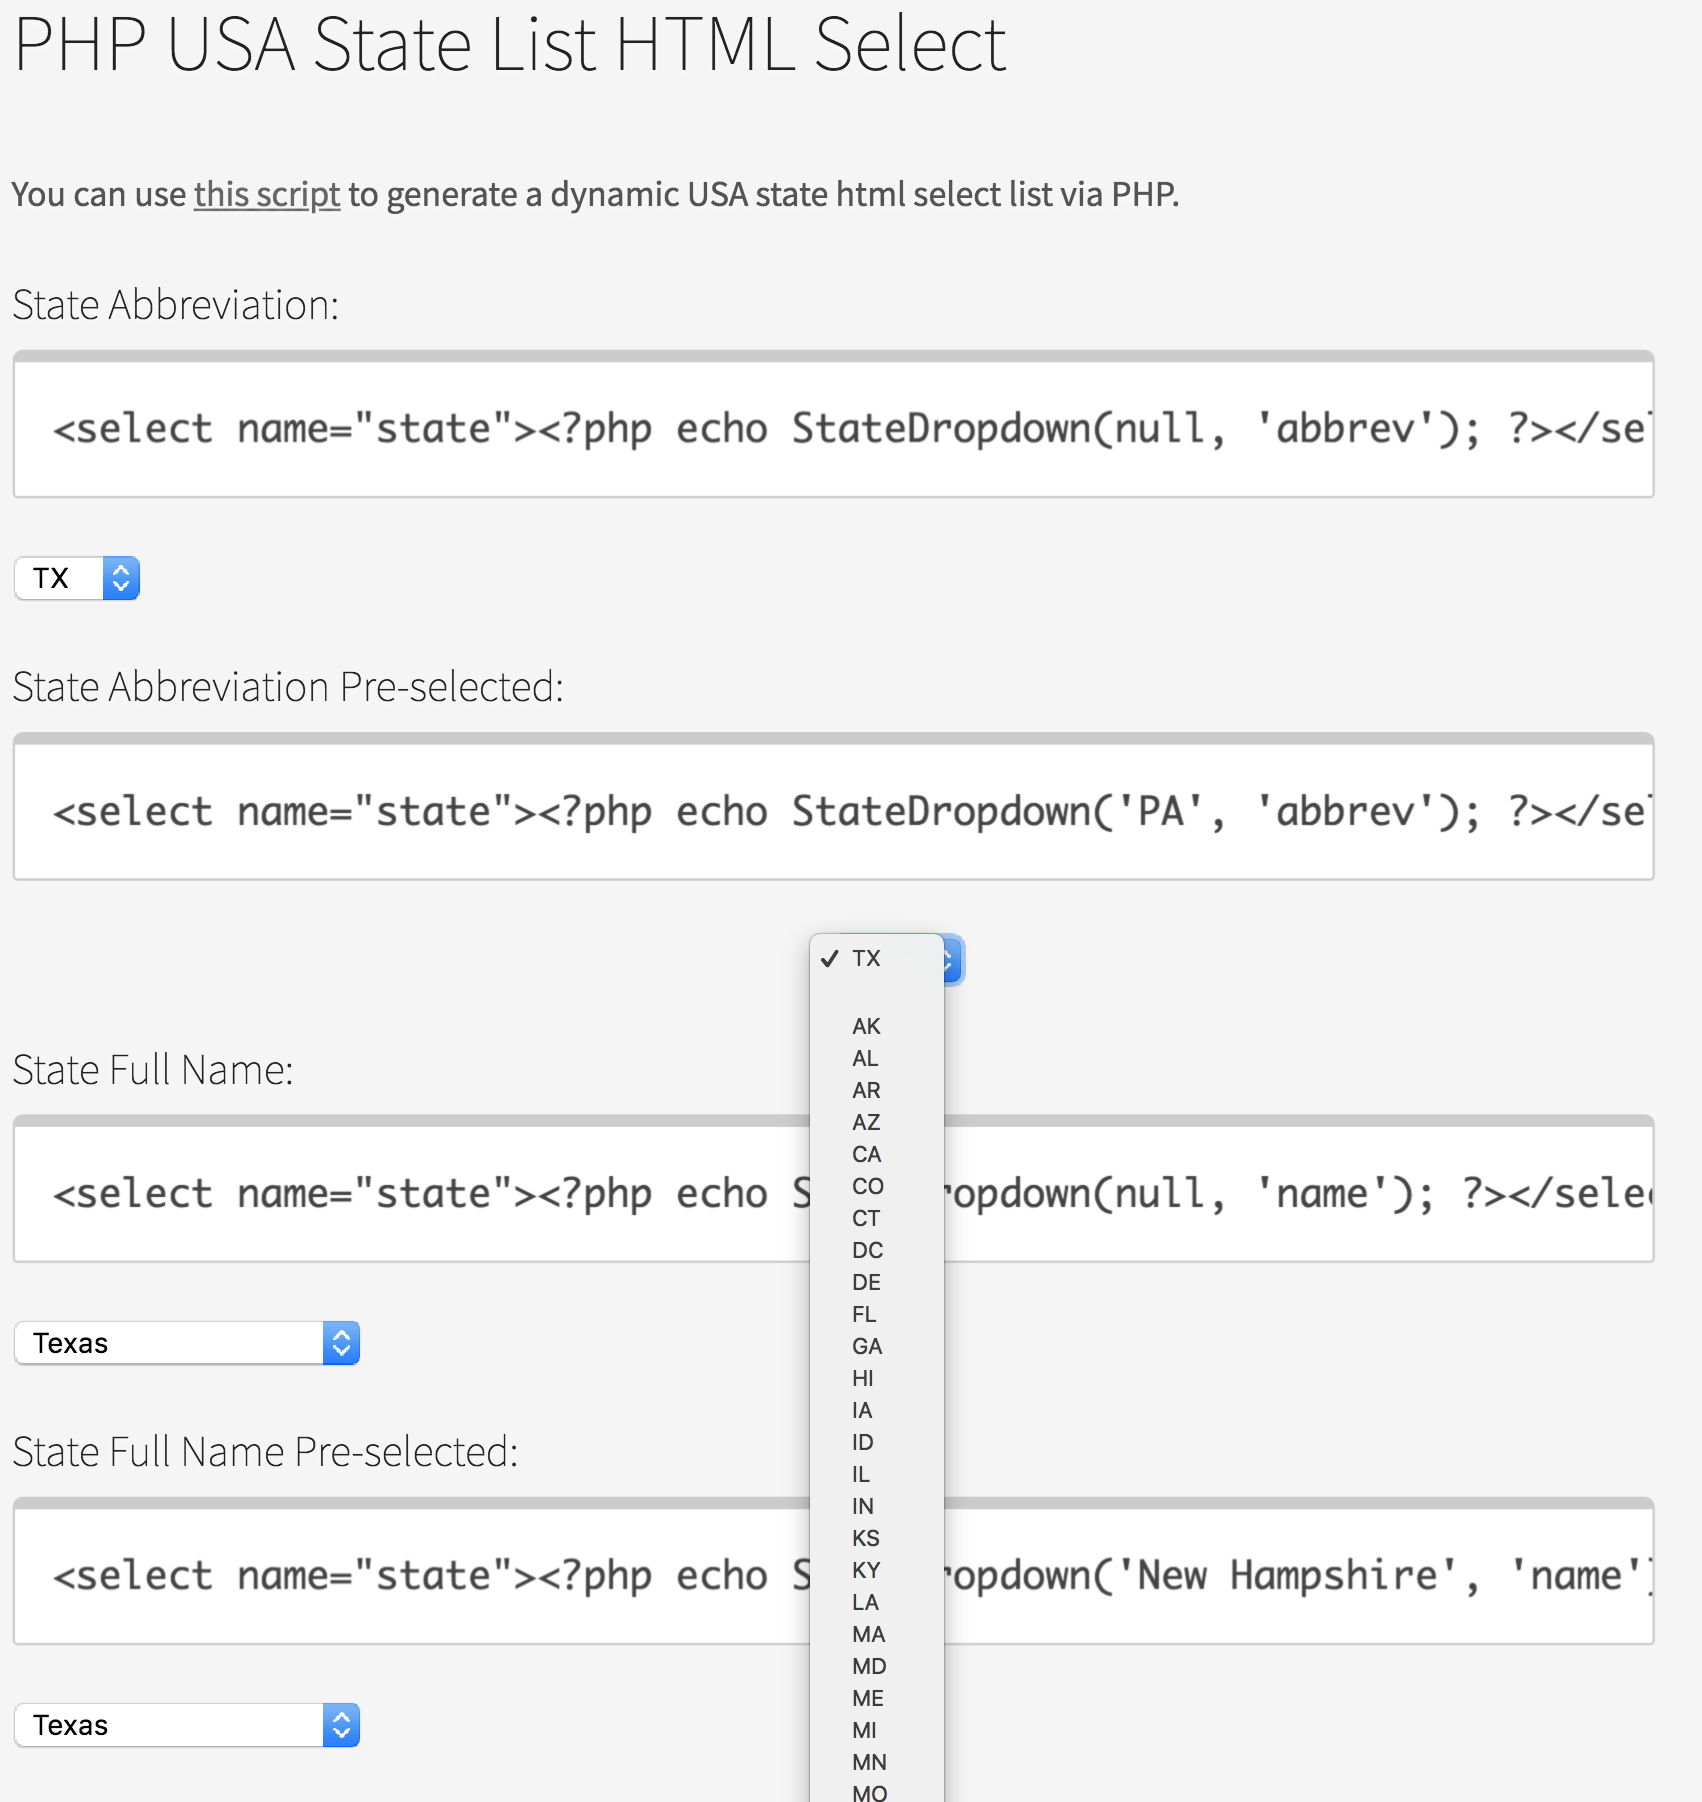 PHP USA State List HTML Select
You can use this script to generate a dynamic USA state html select list via PHP.
State Abbreviation:
<select name="state"><?php echo StateDropdown(null, 'abbrev'); ?></sel
TX
State Abbreviation Pre-selected:
<select name="state"><?php echo StateDropdown('PA', 'abbrev'); ?></sel
✓ TX
AK
AL
AR
AZ
CA
CO
CT
DC
DE
FL
GA
HI
IA
ID
IL
IN
KS
KY
LA
MA
MD
ME
MI
MN
MO
State Full Name:
<select name="state"><?php echo S ropdown(null, 'name'); ?></selec
Texas
State Full Name Pre-selected:
<select name="state"><?php echo S ropdown('New Hampshire', 'name')
Texas